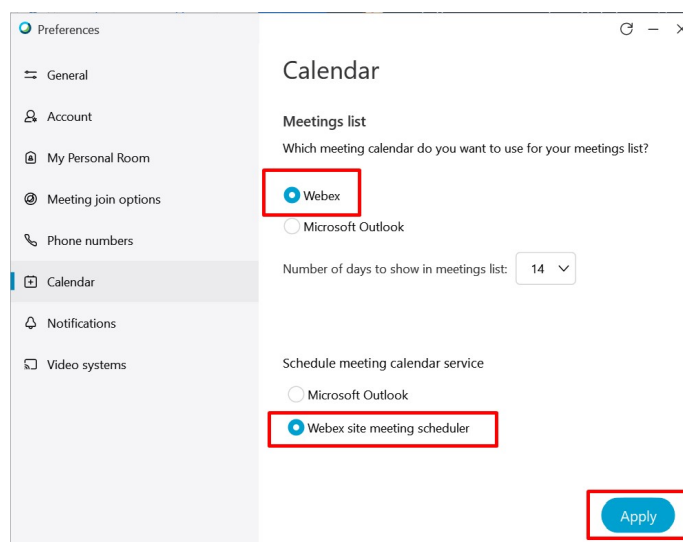 Preferences
General
Account
My Personal Room
Meeting join options
Phone numbers
Calendar
Notifications
Video systems
Calendar
Meetings list
Which meeting calendar do you want to use for your meetings list?
Webex
Microsoft Outlook
Number of days to show in meetings list: 14
Schedule meeting calendar service
Microsoft Outlook
Webex site meeting scheduler
Apply